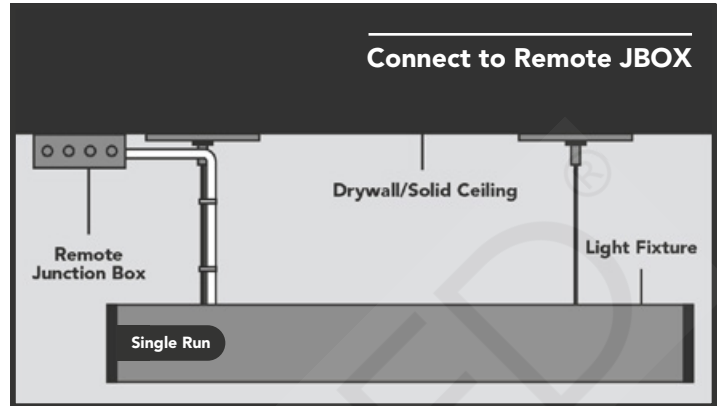 Connect to Remote JBOX
Drywall/Solid Ceiling
Remote
Junction Box
Light Fixture
Single Run
®